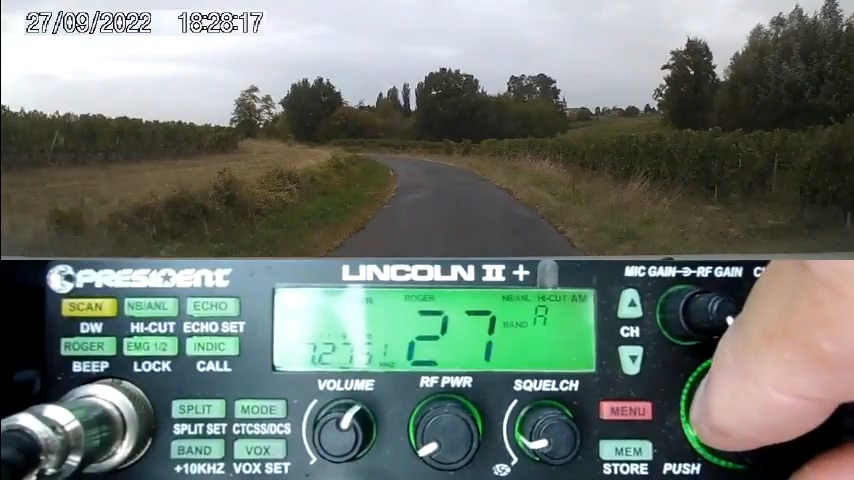 27/09/2022 18:28:17
PRESIDENT LINCOLN II +
SCAN NB/ANL ECHO
DW HI-CUT ECHO SET
ROGER EMG 1/2 INDIC
BEEP LOCK CALL
ROGER NB/ANL HI-CUT AM
27 BAND A
MIC GAIN RF GAIN
CH
VOLUME RF PWR SQUELCH
SPLIT MODE
SPLIT SET CTCSS/DCS
BAND VOX
+10KHZ VOX SET
MENU
MEM
STORE PUSH